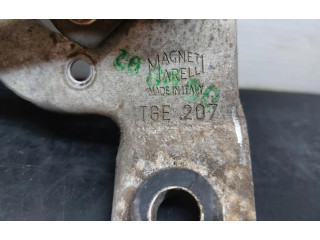 MAGNETI
MARELLI
MADE IN ITALY
TGE 207